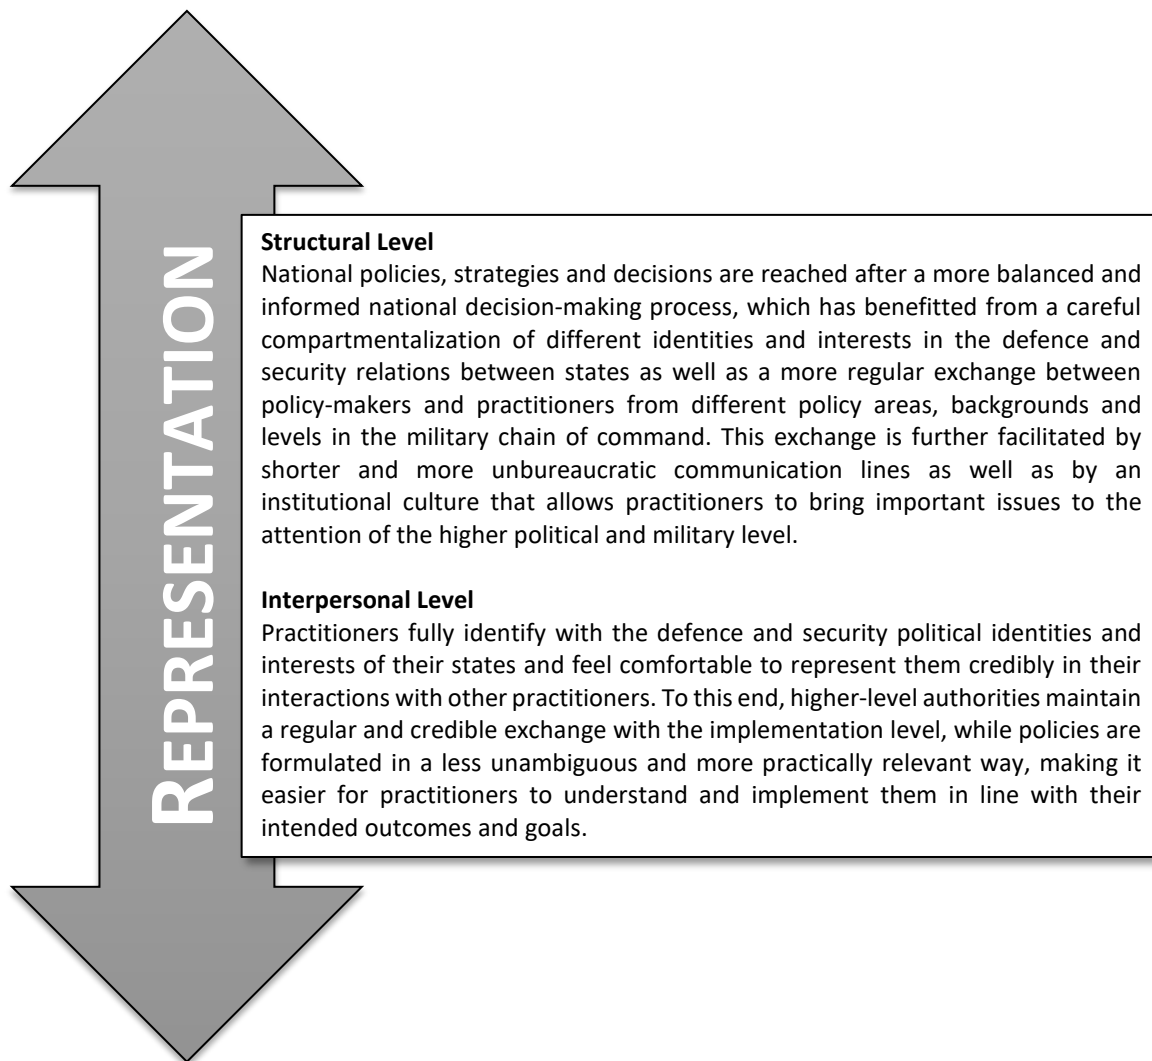 REPRESENTATION
Structural Level
National policies, strategies and decisions are reached after a more balanced and
informed national decision-making process, which has benefitted from a careful
compartmentalization of different identities and interests in the defence and
security relations between states as well as a more regular exchange between
policy-makers and practitioners from different policy areas, backgrounds and
levels in the military chain of command. This exchange is further facilitated by
shorter and more unbureaucratic communication lines as well as by an
institutional culture that allows practitioners to bring important issues to the
attention of the higher political and military level.
Interpersonal Level
Practitioners fully identify with the defence and security political identities and
interests of their states and feel comfortable to represent them credibly in their
interactions with other practitioners. To this end, higher-level authorities maintain
a regular and credible exchange with the implementation level, while policies are
formulated in a less unambiguous and more practically relevant way, making it
easier for practitioners to understand and implement them in line with their
intended outcomes and goals.